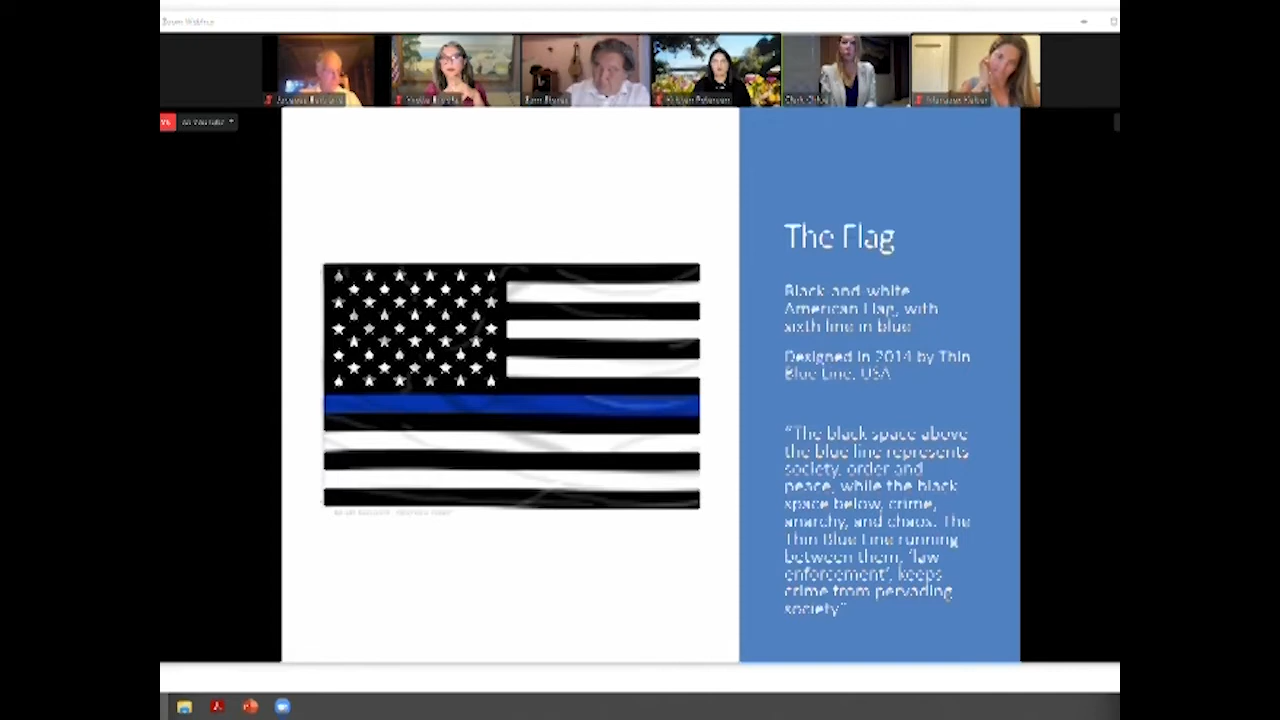 Zoom Webinar
The Flag
Black and white
American Flag, with
sixth line in blue
Designed in 2014 by Thin
Blue Line, USA
"The black space above
the blue line represents
society, order and
peace, while the black
space below, crime,
anarchy, and chaos. The
Thin Blue Line running
between them, 'law
enforcement', keeps
crime from pervading
society"